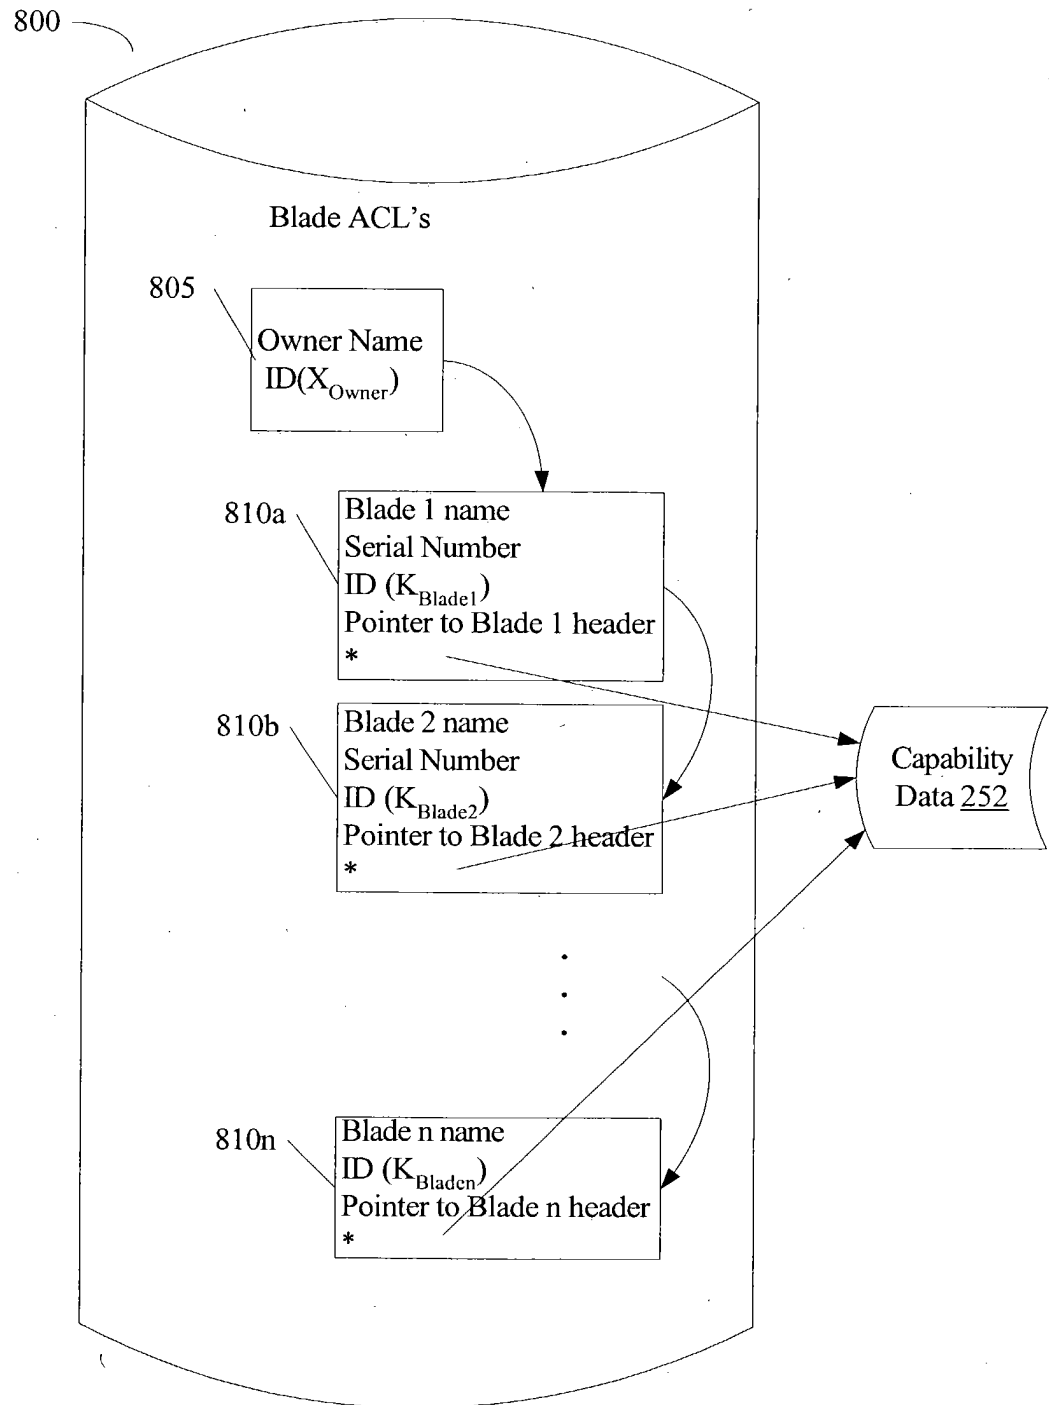 800
Blade ACL's
805
Owner Name
ID(X_Owner)
810a
Blade 1 name
Serial Number
ID (K_Blade1)
Pointer to Blade 1 header
*
810b
Blade 2 name
Serial Number
ID (K_Blade2)
Pointer to Blade 2 header
*
Capability
Data 252
810n
Blade n name
ID (K_Bladen)
Pointer to Blade n header
*